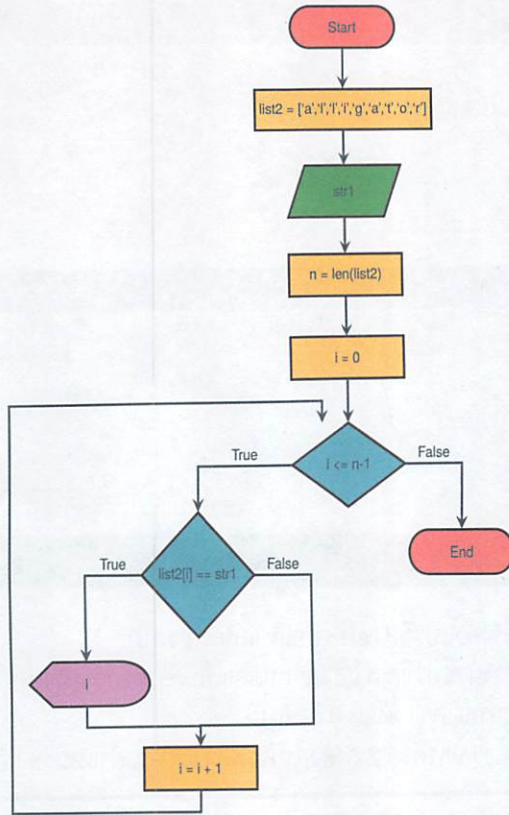 Start
list2 = ['a','l','l','i','g','a','t','o','r']
str1
n = len(list2)
i = 0
i <= n-1
True
False
End
list2[i] == str1
True
False
i
i = i + 1